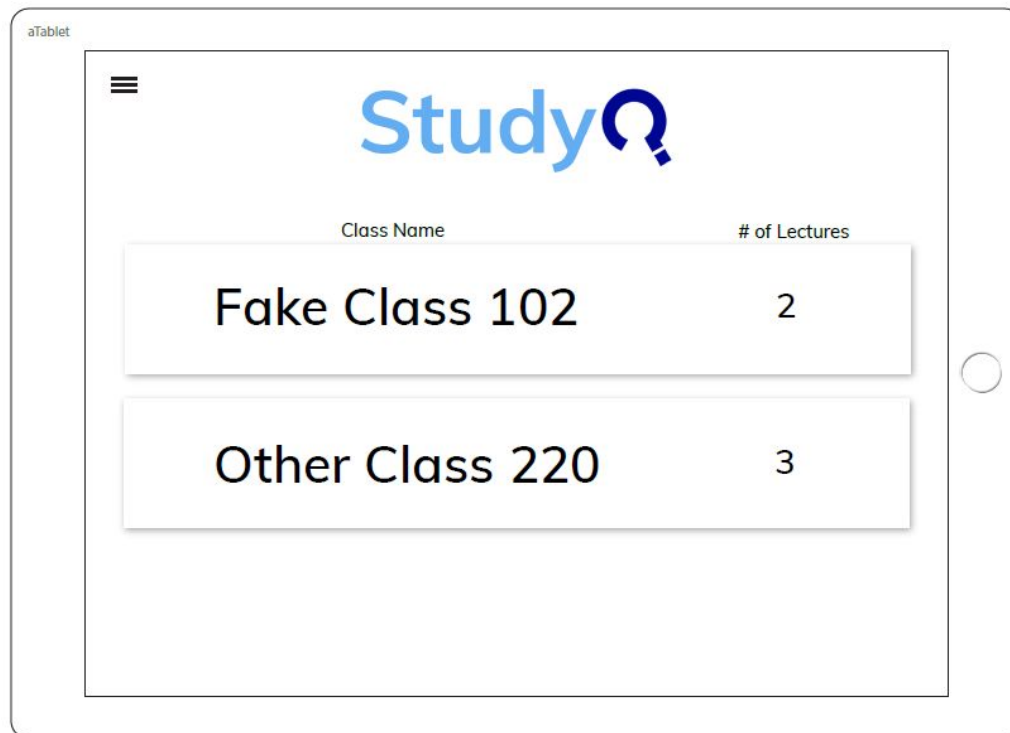 aTablet
StudyQ
Class Name # of Lectures
Fake Class 102 2
Other Class 220 3